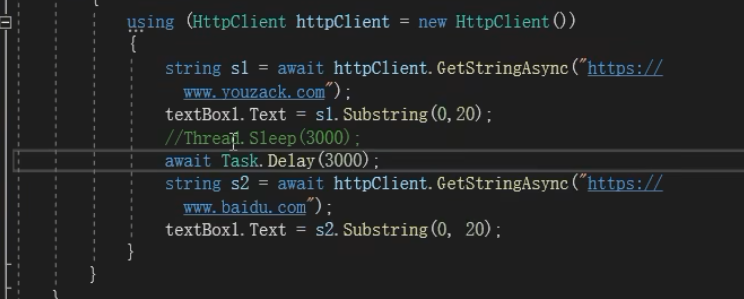 {
using (HttpClient httpClient = new HttpClient())
{
string s1 = await httpClient.GetStringAsync("https://
www.youzack.com");
textBox1.Text = s1.Substring(0,20);
//Thread.Sleep(3000);
await Task.Delay(3000);
string s2 = await httpClient.GetStringAsync("https://
www.baidu.com");
textBox1.Text = s2.Substring(0, 20);
}
}
}